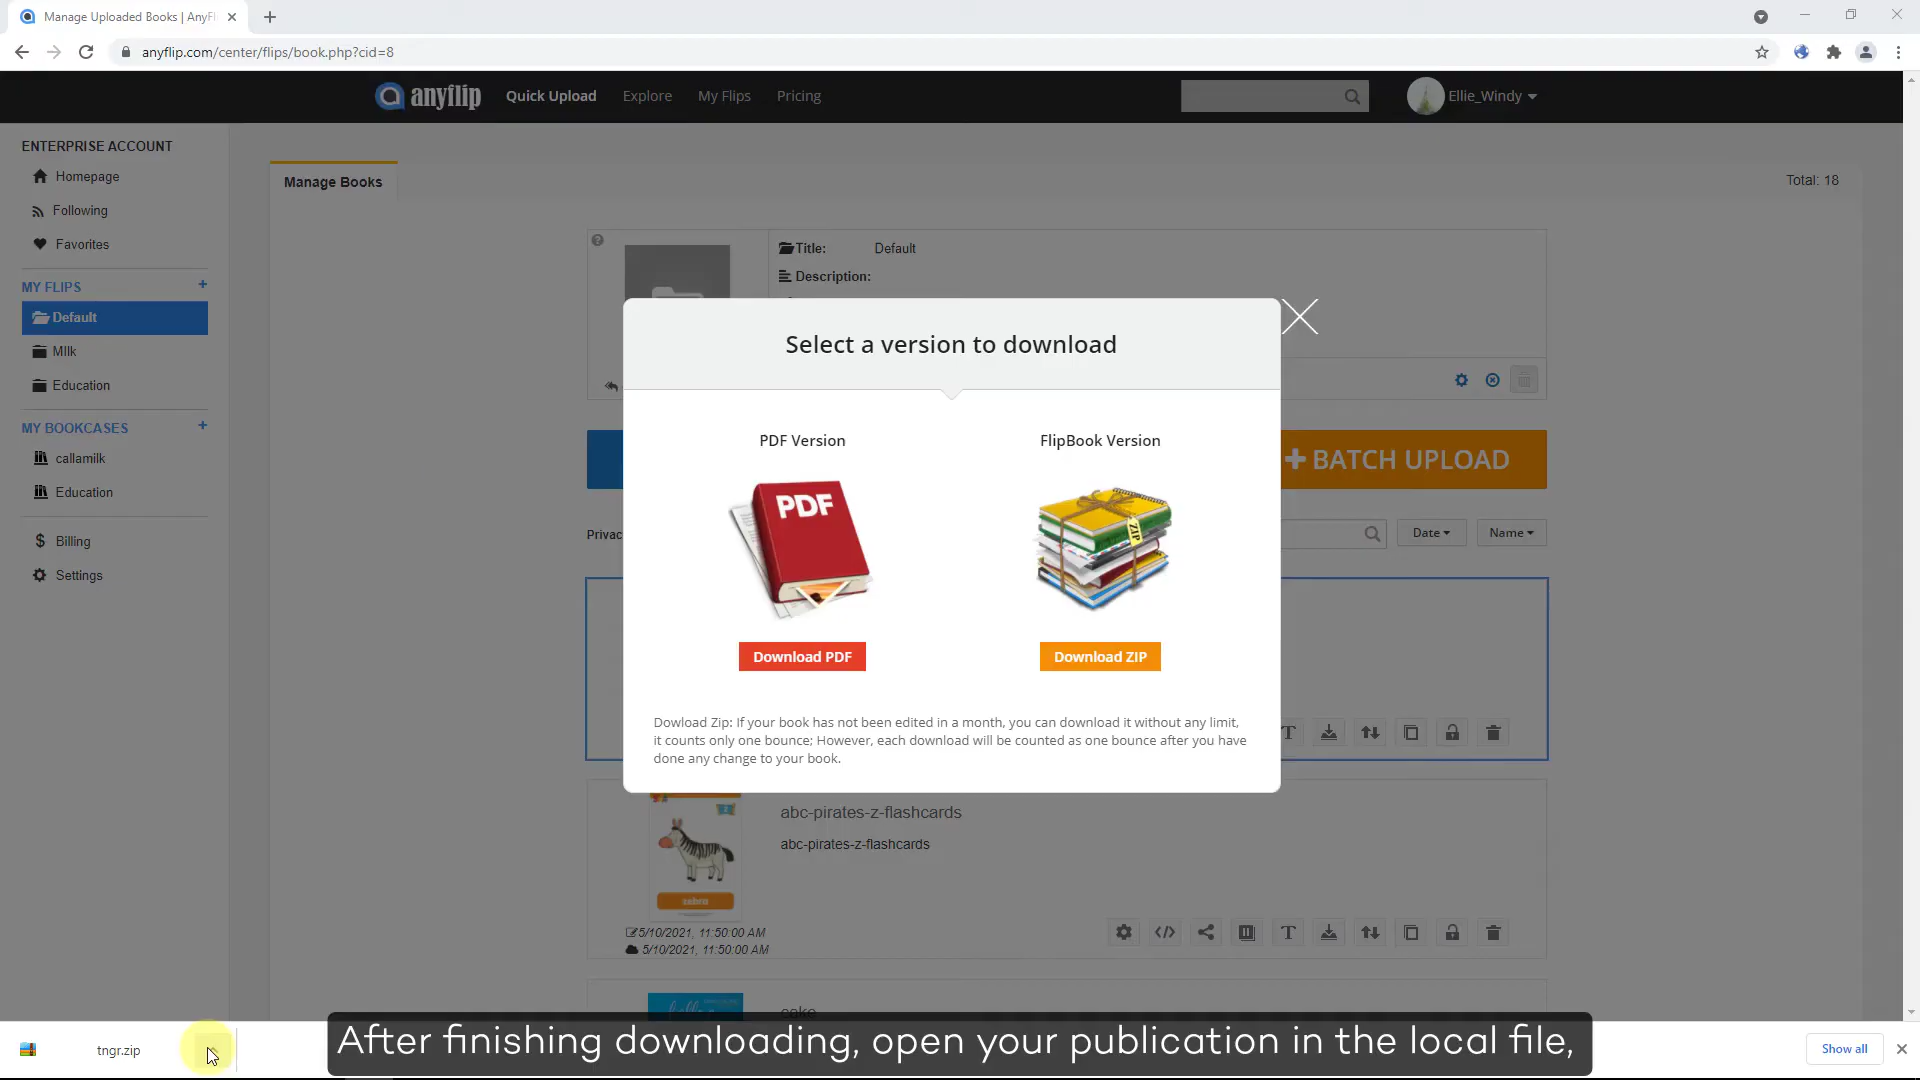 Manage Uploaded Books | AnyFli
anyflip.com/center/flips/book.php?cid=8
anyflip
Quick Upload
Explore
My Flips
Pricing
Ellie_Windy
ENTERPRISE ACCOUNT
Homepage
Following
Favorites
MY FLIPS
Default
MIlk
Education
MY BOOKCASES
callamilk
Education
Billing
Settings
Manage Books
Total: 18
Title: Default
Description:
Select a version to download
PDF Version
FlipBook Version
PDF
ZIP
Download PDF
Download ZIP
Dowload Zip: If your book has not been edited in a month, you can download it without any limit,
it counts only one bounce; However, each download will be counted as one bounce after you have
done any change to your book.
BATCH UPLOAD
Privac
Date
Name
abc-pirates-z-flashcards
abc-pirates-z-flashcards
zebra
5/10/2021, 11:50:00 AM
5/10/2021, 11:50:00 AM
coke
tngr.zip
After finishing downloading, open your publication in the local file,
Show all